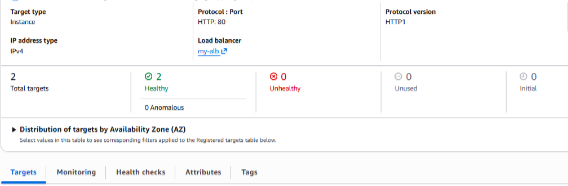 Target type
Instance
Protocol : Port
HTTP: 80
Protocol version
HTTP1
IP address type
IPv4
Load balancer
my-elb
2
Total targets
2
Healthy
0 Anomalous
0
Unhealthy
0
Unused
0
Initial
Distribution of targets by Availability Zone (AZ)
Select values in this table to see corresponding filters applied to the Registered targets table below.
Targets Monitoring Health checks Attributes Tags